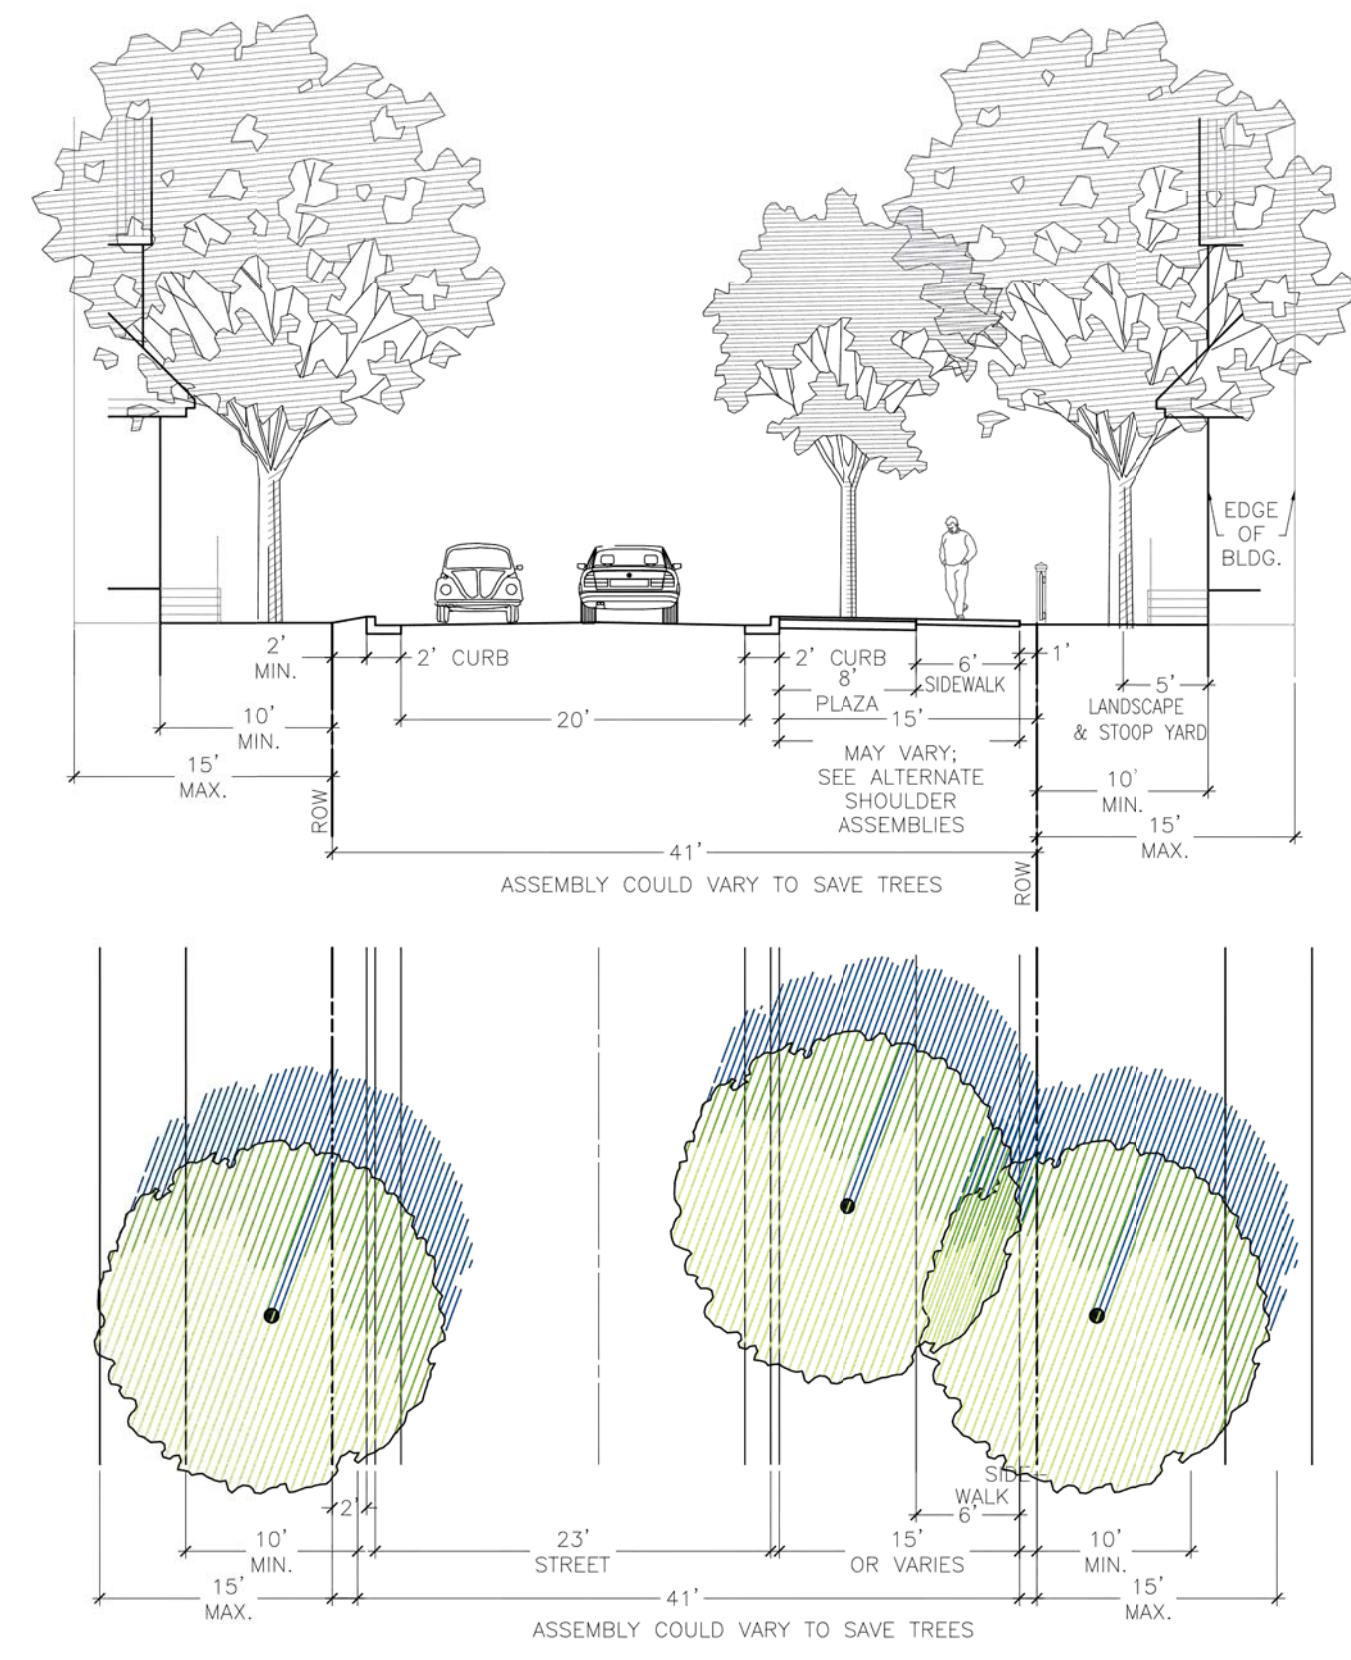 EDGE
OF
BLDG.
2'
MIN.
2' CURB
2' CURB
6'
SIDEWALK
1'
8'
PLAZA
5'
LANDSCAPE
& STOOP YARD
10'
MIN.
20'
15'
15'
MAX.
MAY VARY;
SEE ALTERNATE
SHOULDER
ASSEMBLIES
10'
MIN.
15'
MAX.
ROW
41'
ROW
ASSEMBLY COULD VARY TO SAVE TREES
SIDE-
WALK
2'
6'
10'
MIN.
23'
STREET
15'
OR VARIES
10'
MIN.
15'
MAX.
41'
15'
MAX.
ASSEMBLY COULD VARY TO SAVE TREES